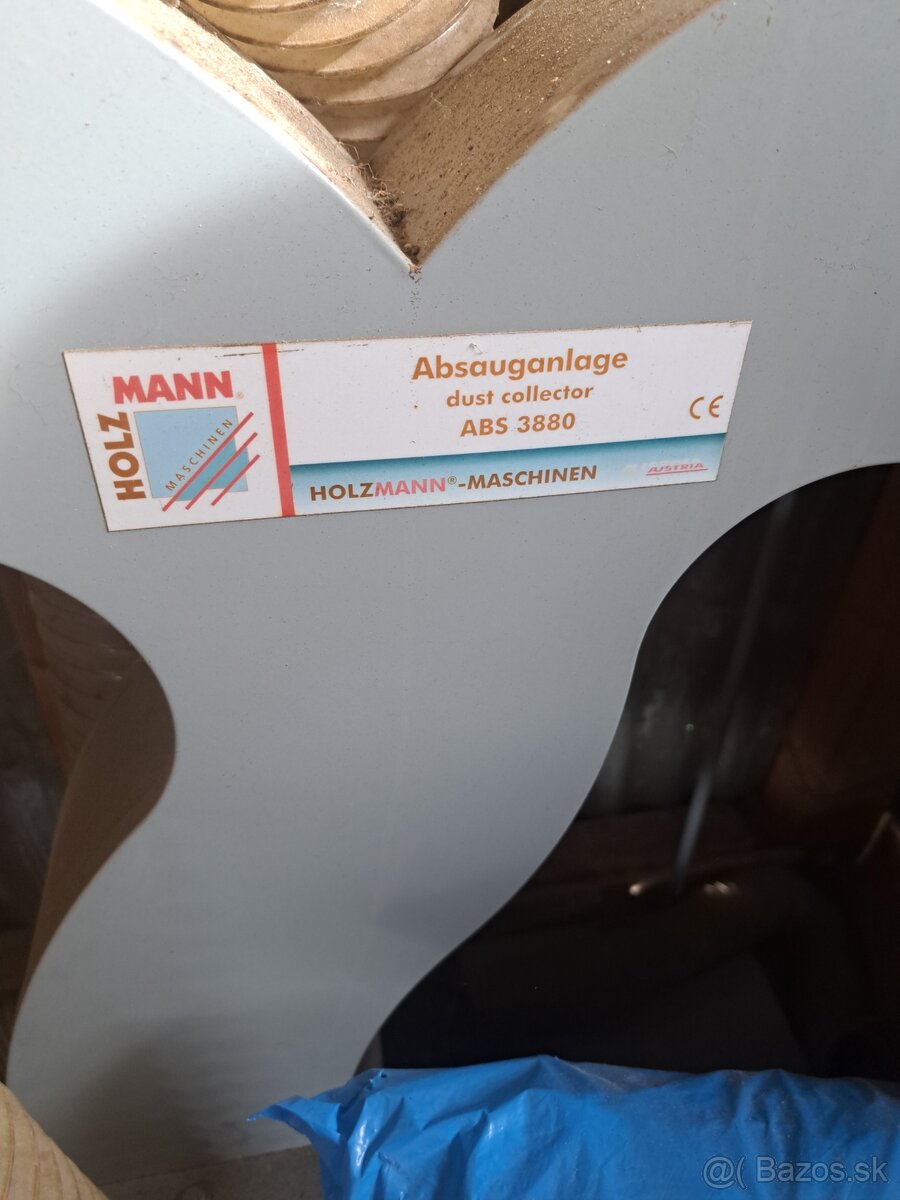 HOLZ
MANN®
MASCHINEN
Absauganlage
dust collector
ABS 3880
CE
HOLZMANN®-MASCHINEN
AUSTRIA
@( Bazos.sk